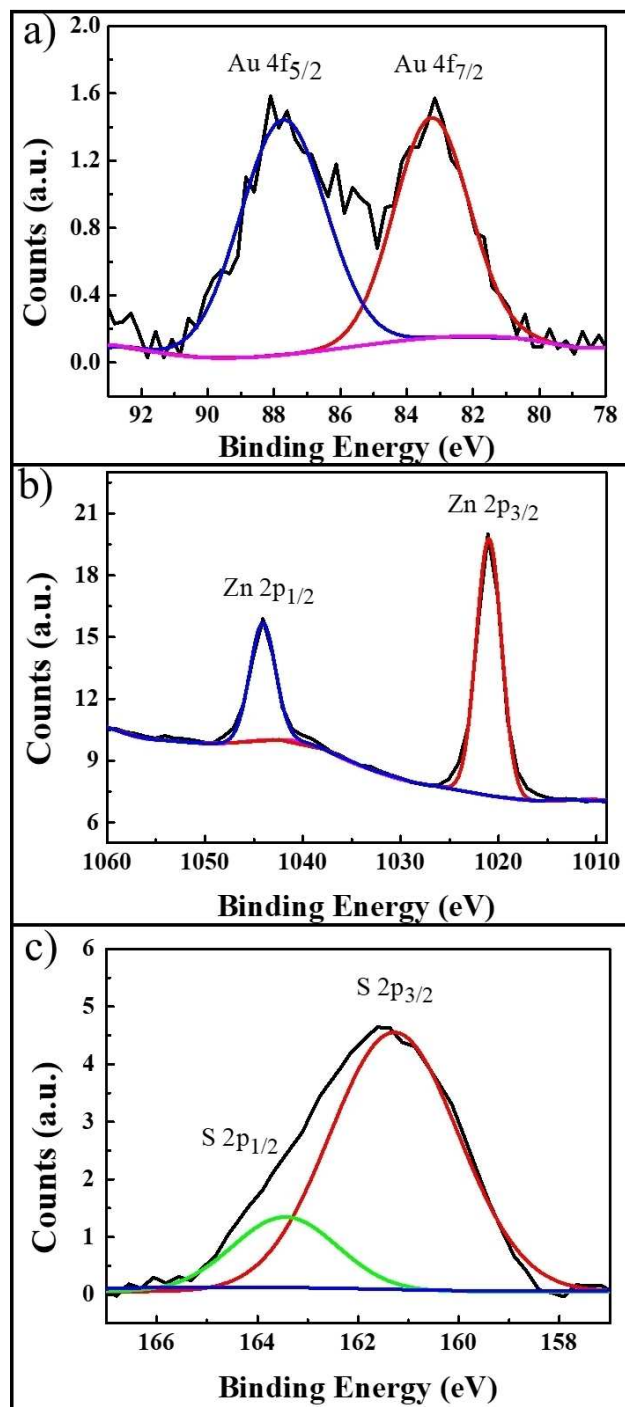 a)
Au 4f5/2
Au 4f7/2
Counts (a.u.)
2.0
1.6
1.2
0.8
0.4
0.0
92 90 88 86 84 82 80 78
Binding Energy (eV)
b)
Zn 2p3/2
Zn 2p1/2
Counts (a.u.)
21
18
15
12
9
6
1060 1050 1040 1030 1020 1010
Binding Energy (eV)
c)
S 2p3/2
S 2p1/2
Counts (a.u.)
6
5
4
3
2
1
0
166 164 162 160 158
Binding Energy (eV)